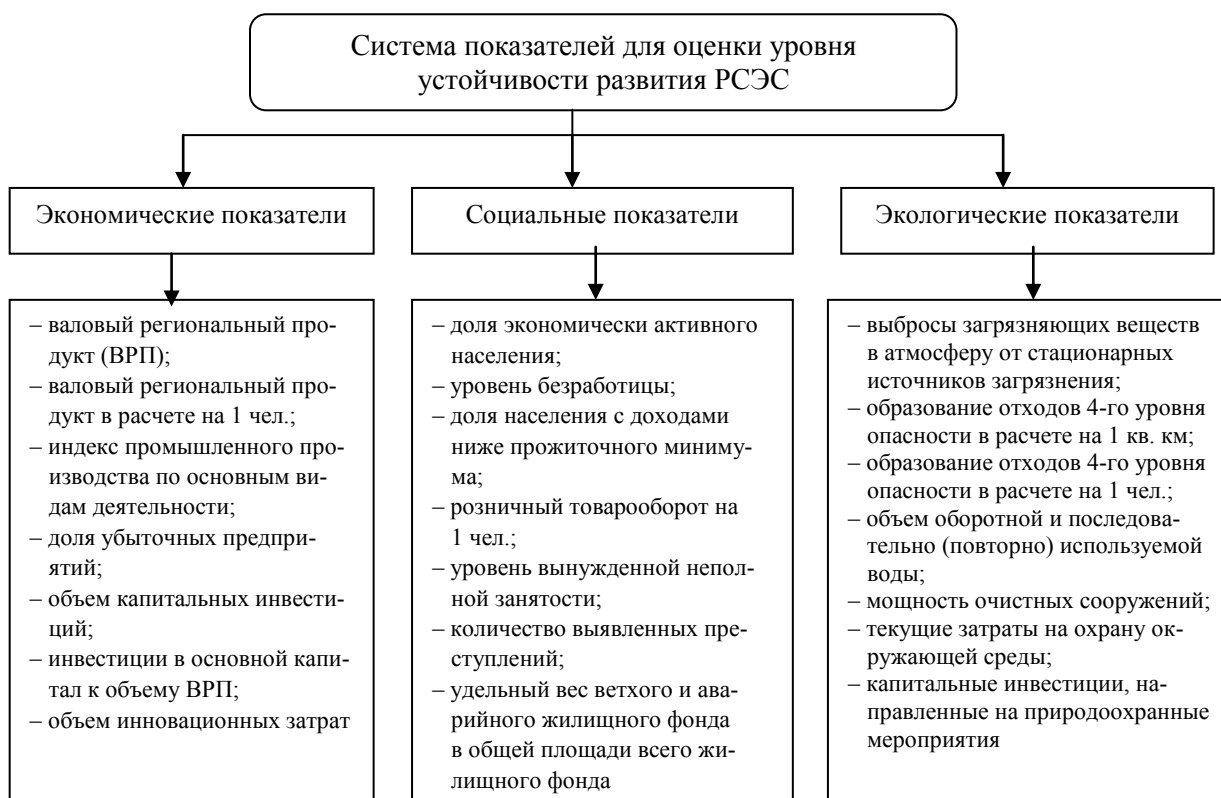 Система показателей для оценки уровня
устойчивости развития РСЭС
Экономические показатели
Социальные показатели
Экологические показатели
– валовый региональный про-
дукт (ВРП);
– валовый региональный
продукт в расчете на 1 чел.;
– индекс промышленного про-
изводства по основным ви-
дам деятельности;
– доля убыточных предпри-
ятий;
– объем капитальных инвести-
ций;
– инвестиции в основной капи-
тал к объему ВРП;
– объем инновационных затрат
– доля экономически активного
населения;
– уровень безработицы;
– доля населения с доходами
ниже прожиточного миниму-
ма;
– розничный товарооборот на
1 чел.;
– уровень вынужденной непол-
ной занятости;
– количество выявленных пре-
ступлений;
– удельный вес ветхого и ава-
рийного жилищного фонда
в общей площади всего жи-
лищного фонда
– выбросы загрязняющих веществ
в атмосферу от стационарных
источников загрязнения;
– образование отходов 4-го уровня
опасности в расчете на 1 кв. км;
– образование отходов 4-го уровня
опасности в расчете на 1 чел.;
– объем оборотной и последова-
тельно (повторно) используемой
воды;
– мощность очистных сооружений;
– текущие затраты на охрану ок-
ружающей среды;
– капитальные инвестиции, на-
правленные на природоохранные
мероприятия